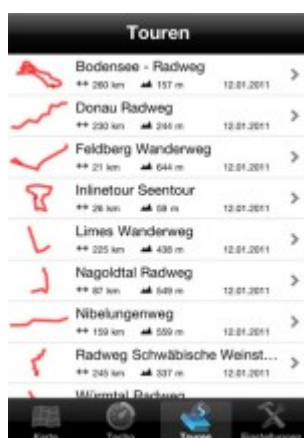 Touren
Bodensee - Radweg
260 km 157 m 12.01.2011
Donau Radweg
230 km 244 m 12.01.2011
Feldberg Wanderweg
21 km 644 m 12.01.2011
Inlinetour Seentour
26 km 59 m 12.01.2011
Limes Wanderweg
225 km 438 m 12.01.2011
Nagoldtal Radweg
87 km 549 m 12.01.2011
Nibelungenweg
159 km 559 m 12.01.2011
Radweg Schwäbische Weinst...
245 km 337 m 12.01.2011
Würmtal Radweg
Karte Tacho Touren Einstellungen